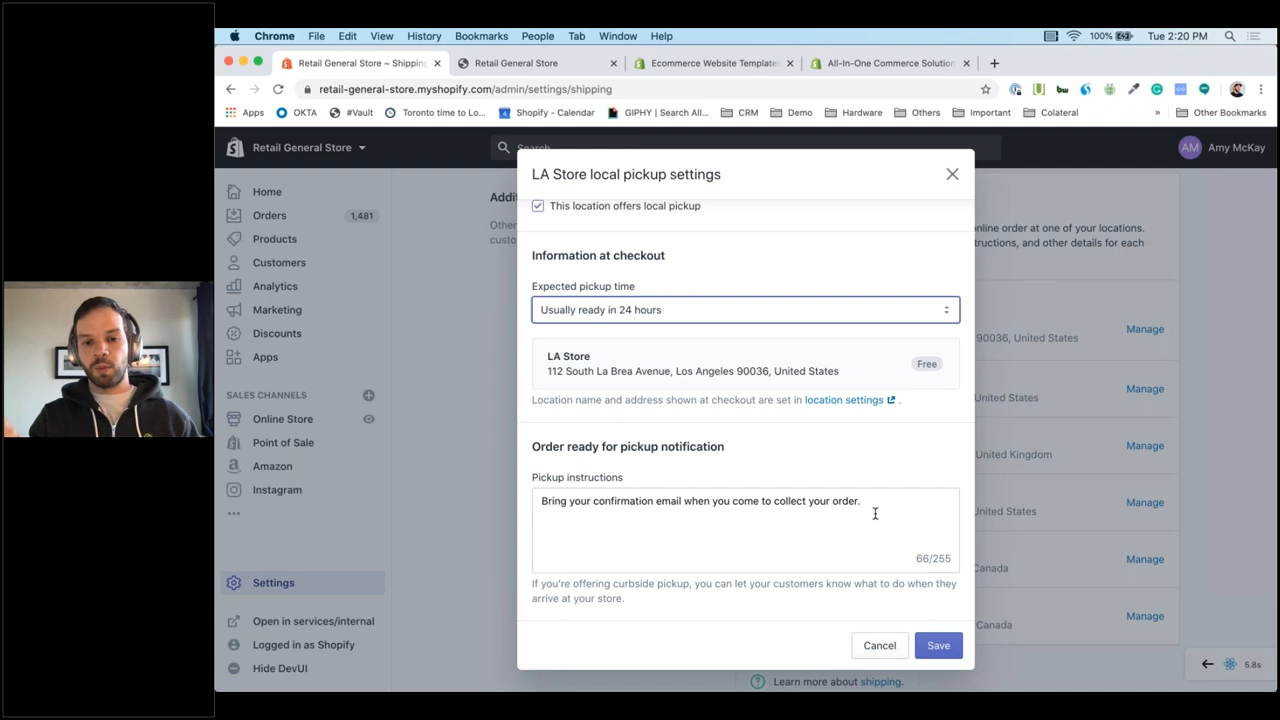 Chrome File Edit View History Bookmarks People Tab Window Help 100% Tue 2:20 PM
Retail General Store ~ Shipping Retail General Store Ecommerce Website Templates All-In-One Commerce Solution
retail-general-store.myshopify.com/admin/settings/shipping
Apps OKTA #Vault Toronto time to Lo... Shopify - Calendar GIPHY | Search All... CRM Demo Hardware Others Important Colateral » Other Bookmarks
Retail General Store Search AM Amy McKay
Home
Orders 1,481
Products
Customers
Analytics
Marketing
Discounts
Apps
SALES CHANNELS
Online Store
Point of Sale
Amazon
Instagram
Settings
Open in services/internal
Logged in as Shopify
Hide DevUI
Addi
Other
custo
LA Store local pickup settings
This location offers local pickup
Information at checkout
Expected pickup time
Usually ready in 24 hours
LA Store
112 South La Brea Avenue, Los Angeles 90036, United States
Free
Location name and address shown at checkout are set in location settings .
Order ready for pickup notification
Pickup instructions
Bring your confirmation email when you come to collect your order.
66/255
If you're offering curbside pickup, you can let your customers know what to do when they
arrive at your store.
Cancel Save
nline order at one of your locations.
tructions, and other details for each
90036, United States Manage
United States Manage
United Kingdom Manage
United States Manage
Canada Manage
Canada Manage
5.8s
Learn more about shipping.